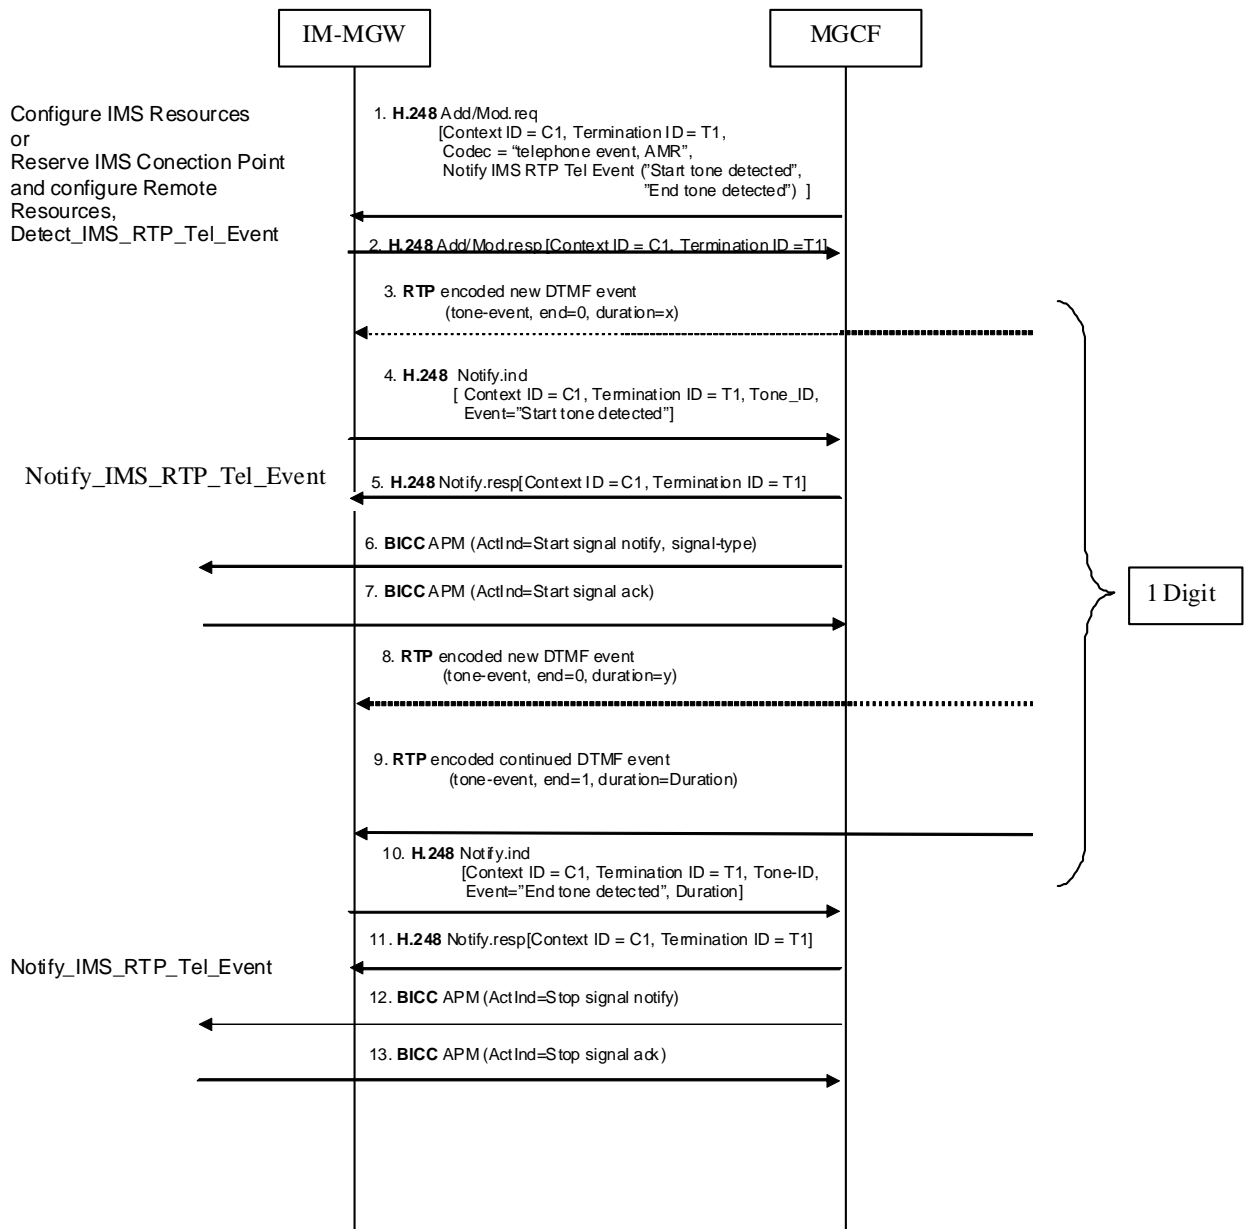 IM-MGW
MGCF
Configure IMS Resources
or
Reserve IMS Conection Point
and configure Remote
Resources,
Detect_IMS_RTP_Tel_Event
1. H.248 Add/Mod.req
[Context ID = C1, Termination ID = T1,
Codec = “telephone event, AMR”,
Notify IMS RTP Tel Event (”Start tone detected”,
”End tone detected”) ]
2. H.248 Add/Mod.resp[Context ID = C1, Termination ID =T1]
3. RTP encoded new DTMF event
(tone-event, end=0, duration=x)
4. H.248 Notify.ind
[ Context ID = C1, Termination ID = T1, Tone_ID,
Event=”Start tone detected”]
Notify_IMS_RTP_Tel_Event
5. H.248 Notify.resp[Context ID = C1, Termination ID = T1]
6. BICC APM (ActInd=Start signal notify, signal-type)
7. BICC APM (ActInd=Start signal ack)
1 Digit
8. RTP encoded new DTMF event
(tone-event, end=0, duration=y)
9. RTP encoded continued DTMF event
(tone-event, end=1, duration=Duration)
10. H.248 Notify.ind
[Context ID = C1, Termination ID = T1, Tone-ID,
Event=”End tone detected”, Duration]
11. H.248 Notify.resp[Context ID = C1, Termination ID = T1]
Notify_IMS_RTP_Tel_Event
12. BICC APM (ActInd=Stop signal notify)
13. BICC APM (ActInd=Stop signal ack)